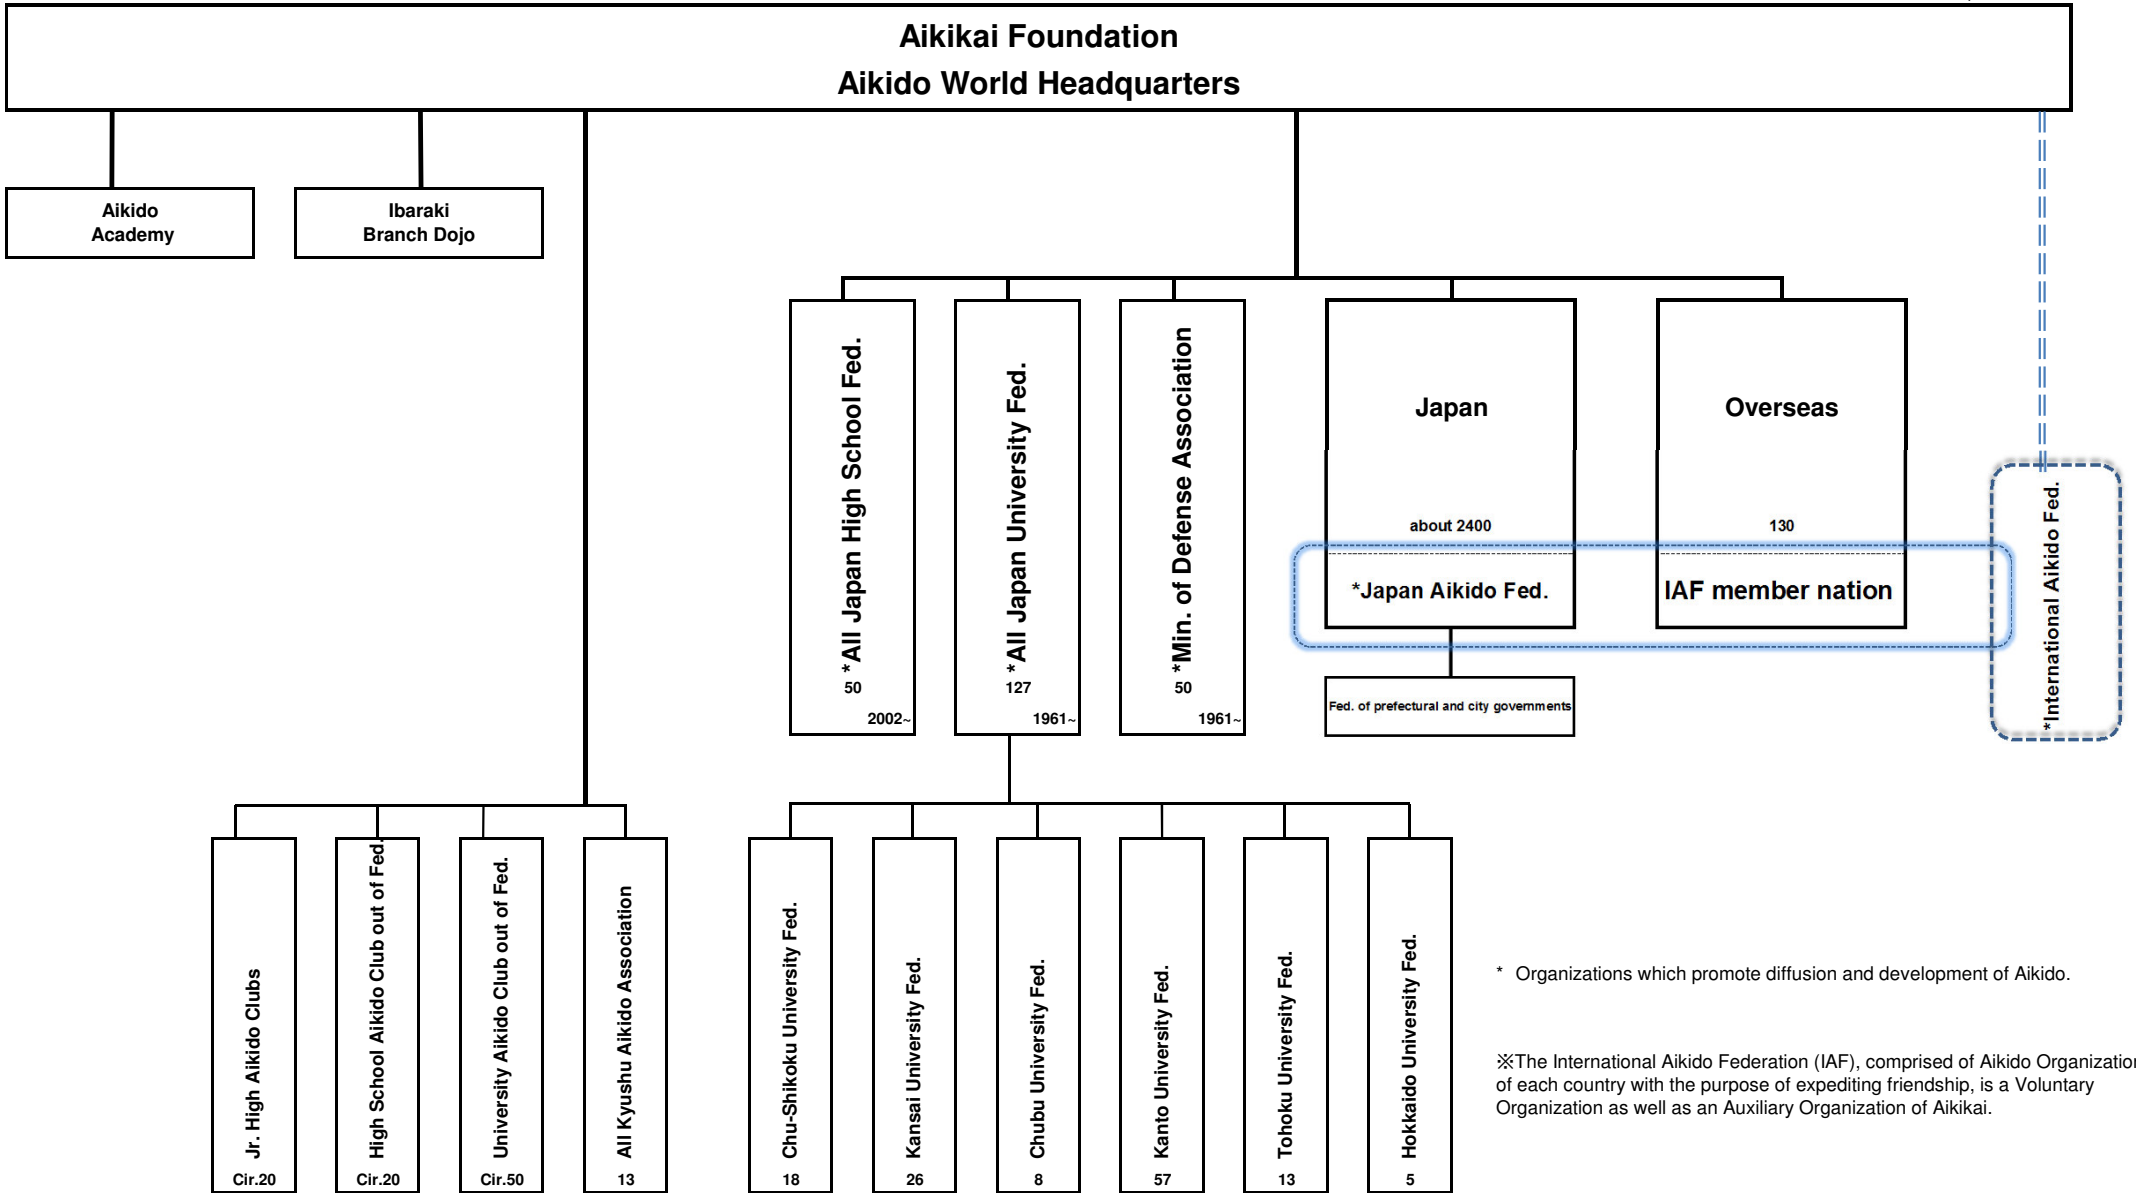 Aikikai Foundation
Aikido World Headquarters
Aikido
Academy
Ibaraki
Branch Dojo
*All Japan High School Fed.
50
2002~
*All Japan University Fed.
127
1961~
*Min. of Defense Association
50
1961~
Japan
about 2400
*Japan Aikido Fed.
Overseas
130
IAF member nation
*International Aikido Fed.
Fed. of prefectural and city governments
Jr. High Aikido Clubs
Cir.20
High School Aikido Club out of Fed.
Cir.20
University Aikido Club out of Fed.
Cir.50
All Kyushu Aikido Association
13
Chu-Shikoku University Fed.
18
Kansai University Fed.
26
Chubu University Fed.
8
Kanto University Fed.
57
Tohoku University Fed.
13
Hokkaido University Fed.
5
* Organizations which promote diffusion and development of Aikido.
※The International Aikido Federation (IAF), comprised of Aikido Organization
of each country with the purpose of expediting friendship, is a Voluntary
Organization as well as an Auxiliary Organization of Aikikai.